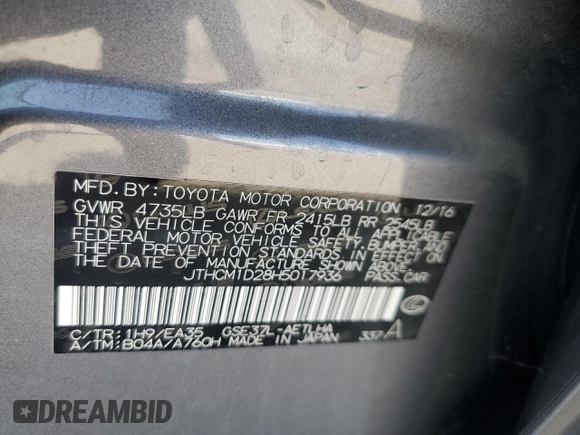 MFD. BY: TOYOTA MOTOR CORPORATION 12/16
GVWR 4735LB GAWR FR 2415LB RR 2645LB
THIS VEHICLE CONFORMS TO ALL APPLICABLE
FEDERAL MOTOR VEHICLE SAFETY, BUMPER, AND
THEFT PREVENTION STANDARDS IN EFFECT ON
THE DATE OF MANUFACTURE SHOWN ABOVE.
JTHCM1D28H5017936 PASS CAR
C/TR: 1H9/EA35 GSE37L-AETLHA
A/TM: B04A/A760H MADE IN JAPAN 337 A
DREAMBID